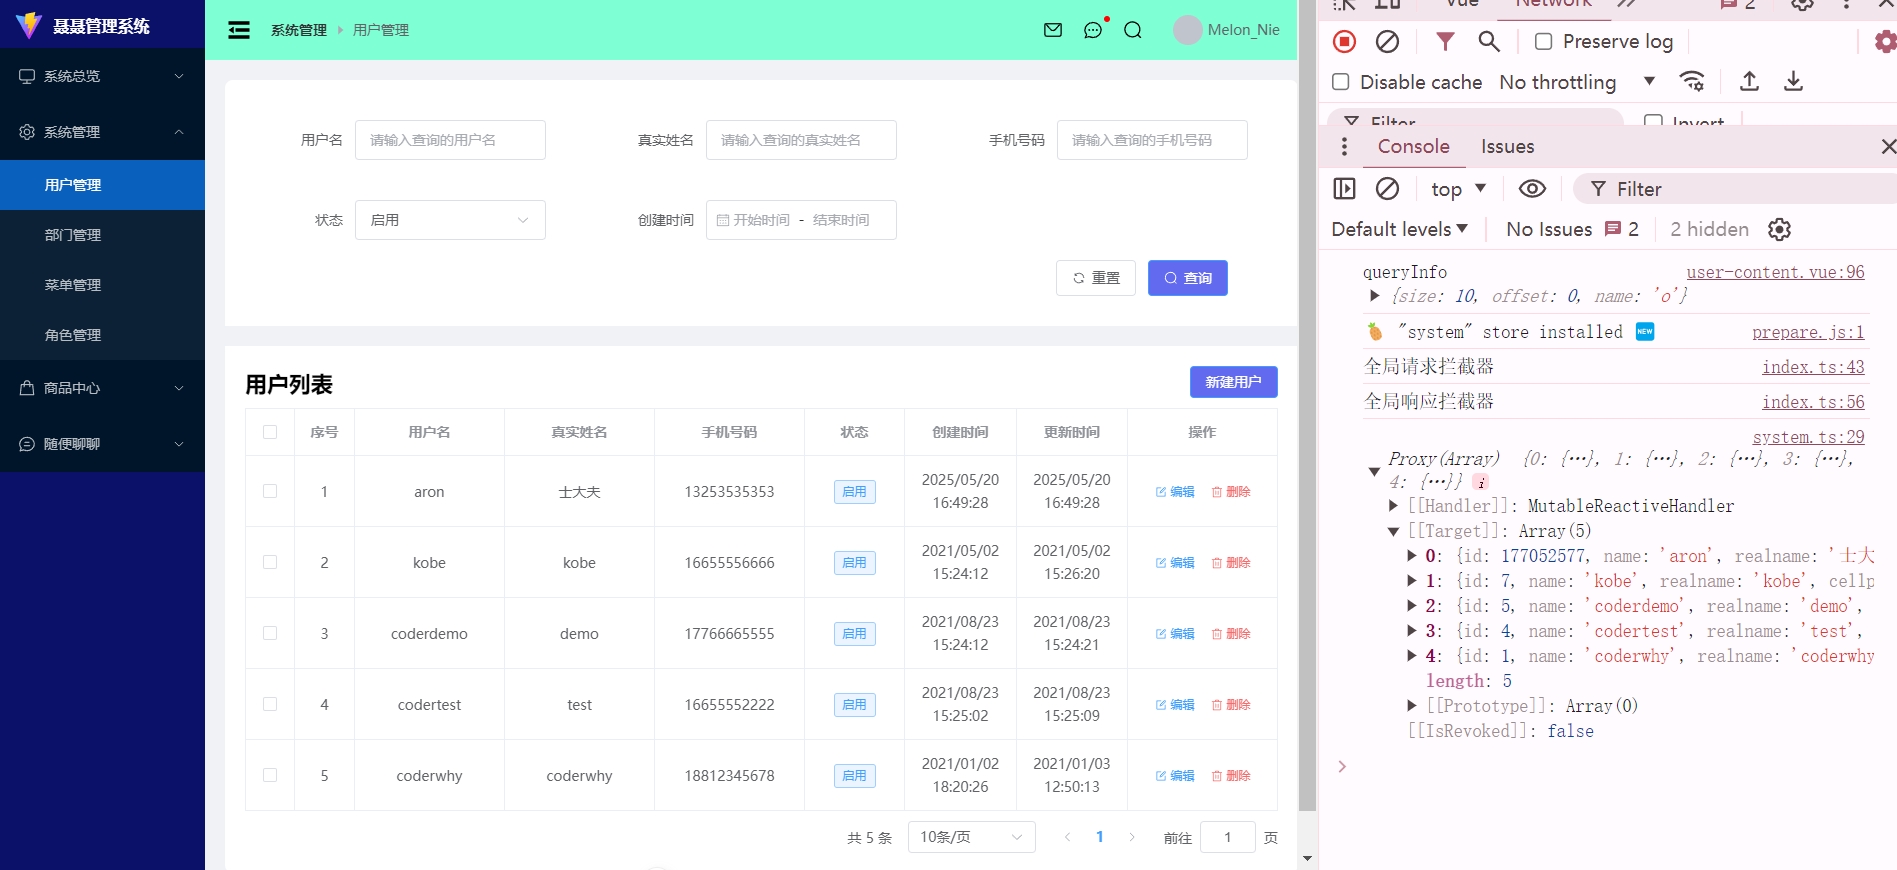 聂聂管理系统
系统总览
系统管理
用户管理
部门管理
菜单管理
角色管理
商品中心
随便聊聊
系统管理 用户管理
Melon_Nie
用户名 请输入查询的用户名 真实姓名 请输入查询的真实姓名 手机号码 请输入查询的手机号码
状态 启用 创建时间 开始时间 - 结束时间
重置 查询
用户列表 新建用户
序号 用户名 真实姓名 手机号码 状态 创建时间 更新时间 操作
1 aron 士大夫 13253535353 启用 2025/05/20 16:49:28 2025/05/20 16:49:28 编辑 删除
2 kobe kobe 16655556666 启用 2021/05/02 15:24:12 2021/05/02 15:26:20 编辑 删除
3 coderdemo demo 17766665555 启用 2021/08/23 15:24:12 2021/08/23 15:24:21 编辑 删除
4 codertest test 16655552222 启用 2021/08/23 15:25:02 2021/08/23 15:25:09 编辑 删除
5 coderwhy coderwhy 18812345678 启用 2021/01/02 18:20:26 2021/01/03 12:50:13 编辑 删除
共 5 条 10条/页 1 前往 1 页
Vue Network 2
Preserve log
Disable cache No throttling
Filter Invert
Console Issues
top Filter
Default levels No Issues 2 2 hidden
queryInfo user-content.vue:96
{size: 10, offset: 0, name: 'o'}
"system" store installed NEW prepare.js:1
全局请求拦截器 index.ts:43
全局响应拦截器 index.ts:56
system.ts:29
Proxy(Array) {0: {…}, 1: {…}, 2: {…}, 3: {…},
4: {…}} i
[[Handler]]: MutableReactiveHandler
[[Target]]: Array(5)
0: {id: 177052577, name: 'aron', realname: '士大
1: {id: 7, name: 'kobe', realname: 'kobe', cellp
2: {id: 5, name: 'coderdemo', realname: 'demo',
3: {id: 4, name: 'codertest', realname: 'test',
4: {id: 1, name: 'coderwhy', realname: 'coderwhy
length: 5
[[Prototype]]: Array(0)
[[IsRevoked]]: false